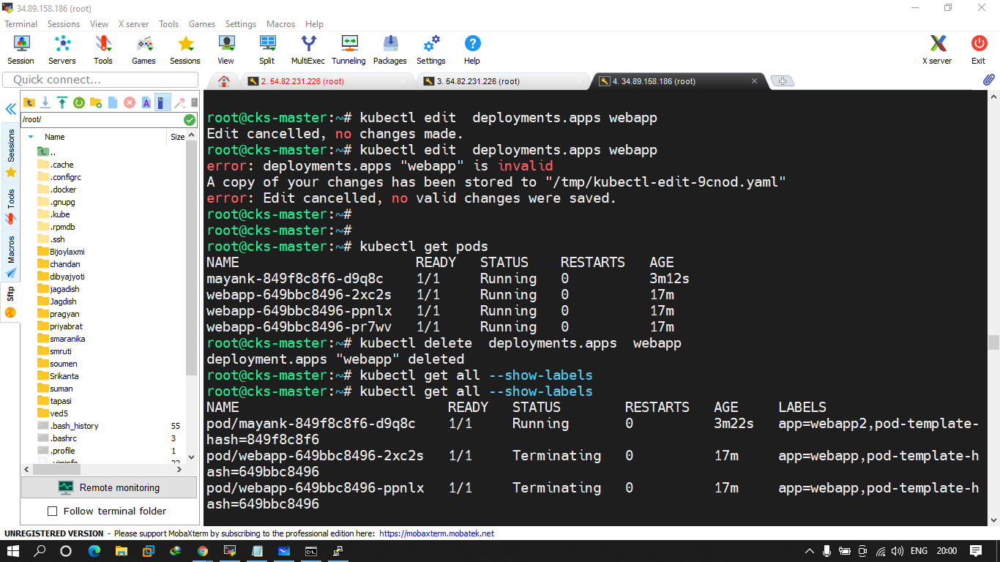 34.89.158.186 (root)
Terminal Sessions View X server Tools Games Settings Macros Help
Session Servers Tools Games Sessions View Split MultiExec Tunneling Packages Settings Help X server Exit
Quick connect...
2. 54.82.231.226 (root)
3. 54.82.231.226 (root)
4. 34.89.158.186 (root)
Sessions
Tools
Macros
Sftp
/root/
Name Size
..
.cache
.configrc
.docker
.gnupg
.kube
.rpmdb
.ssh
Bijoylaxmi
chandan
dibyajyoti
jagadish
Jagdish
pragyan
priyabrat
smaranika
smruti
soumen
Srikanta
suman
tapasi
ved5
.bash_history 55
.bashrc 3
.profile 1
.viminfo 22
Remote monitoring
Follow terminal folder
root@cks-master:~# kubectl edit  deployments.apps webapp
Edit cancelled, no changes made.
root@cks-master:~# kubectl edit  deployments.apps webapp
error: deployments.apps "webapp" is invalid
A copy of your changes has been stored to "/tmp/kubectl-edit-9cnod.yaml"
error: Edit cancelled, no valid changes were saved.
root@cks-master:~#
root@cks-master:~#
root@cks-master:~# kubectl get pods
NAME READY STATUS RESTARTS AGE
mayank-849f8c8f6-d9q8c 1/1 Running 0 3m12s
webapp-649bbc8496-2xc2s 1/1 Running 0 17m
webapp-649bbc8496-ppnlx 1/1 Running 0 17m
webapp-649bbc8496-pr7wv 1/1 Running 0 17m
root@cks-master:~# kubectl delete  deployments.apps  webapp
deployment.apps "webapp" deleted
root@cks-master:~# kubectl get all --show-labels
root@cks-master:~# kubectl get all --show-labels
NAME READY STATUS RESTARTS AGE LABELS
pod/mayank-849f8c8f6-d9q8c 1/1 Running 0 3m22s app=webapp2,pod-template-
hash=849f8c8f6
pod/webapp-649bbc8496-2xc2s 1/1 Terminating 0 17m app=webapp,pod-template-h
ash=649bbc8496
pod/webapp-649bbc8496-ppnlx 1/1 Terminating 0 17m app=webapp,pod-template-h
ash=649bbc8496
UNREGISTERED VERSION - Please support MobaXterm by subscribing to the professional edition here: https://mobaxterm.mobatek.net
ENG 20:00